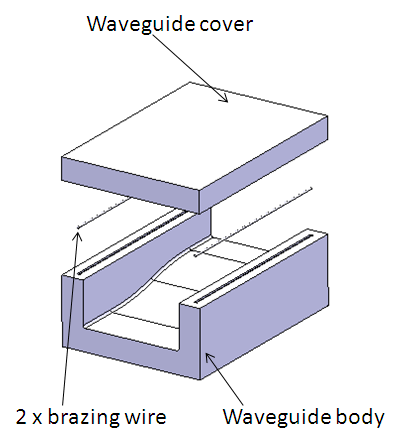 Waveguide cover
2 x brazing wire
Waveguide body